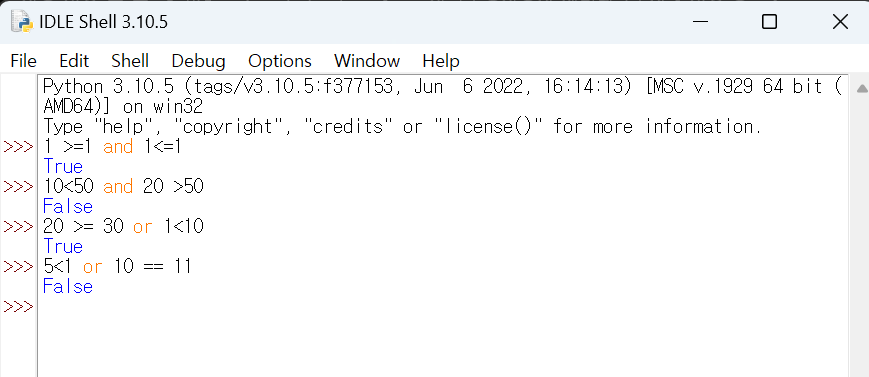 IDLE Shell 3.10.5
File Edit Shell Debug Options Window Help
Python 3.10.5 (tags/v3.10.5:f377153, Jun  6 2022, 16:14:13) [MSC v.1929 64 bit (
AMD64)] on win32
Type "help", "copyright", "credits" or "license()" for more information.
>>> 1 >=1 and 1<=1
True
>>> 10<50 and 20 >50
False
>>> 20 >= 30 or 1<10
True
>>> 5<1 or 10 == 11
False
>>>